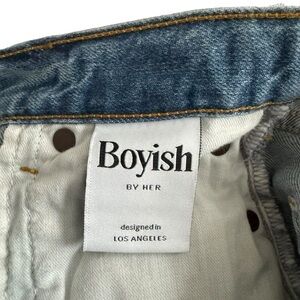 Boyish
BY HER
designed in
LOS ANGELES